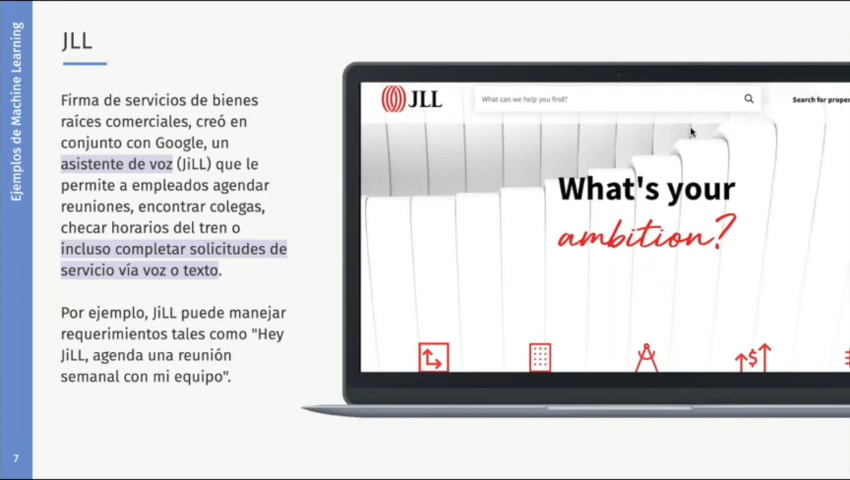 Ejemplos de Machine Learning
JLL
Firma de servicios de bienes
raíces comerciales, creó en
conjunto con Google, un
asistente de voz (JiLL) que le
permite a empleados agendar
reuniones, encontrar colegas,
checar horarios del tren o
incluso completar solicitudes de
servicio vía voz o texto.
Por ejemplo, JiLL puede manejar
requerimientos tales como "Hey
JiLL, agenda una reunión
semanal con mi equipo".
7
JLL
What can we help you find?
Search for proper
What's your
ambition?